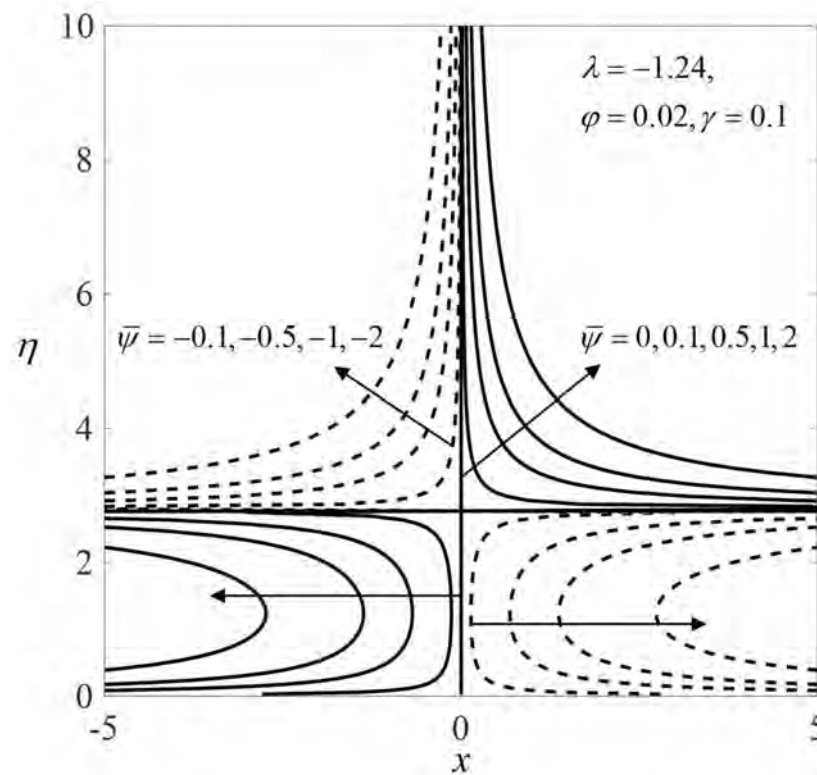 10
λ = −1.24,
φ = 0.02, γ = 0.1
8
6
ψ̅ = −0.1, −0.5, −1, −2
ψ̅ = 0, 0.1, 0.5, 1, 2
η
4
2
0
-5
0
5
x